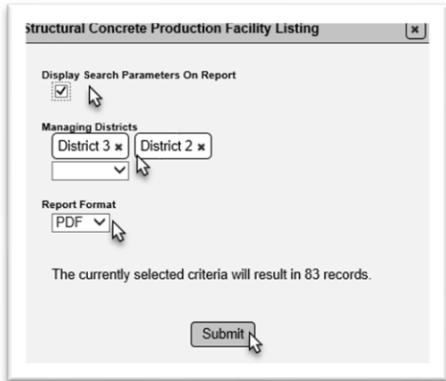 Structural Concrete Production Facility Listing ×
Display Search Parameters On Report
Managing Districts
District 3 × District 2 ×
Report Format
PDF
The currently selected criteria will result in 83 records.
Submit